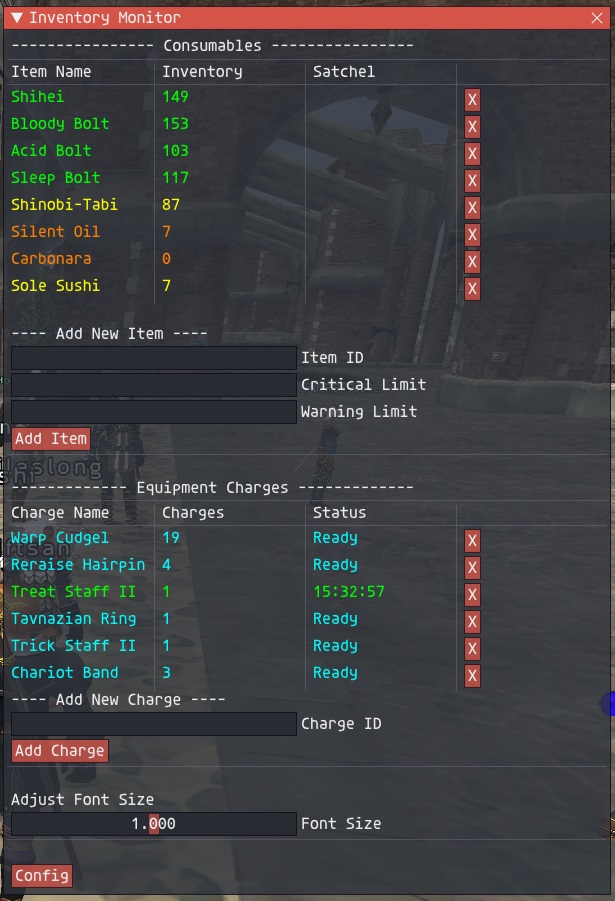 ▼ Inventory Monitor
---------------- Consumables ----------------
Item Name Inventory Satchel
Shihei 149 X
Bloody Bolt 153 X
Acid Bolt 103 X
Sleep Bolt 117 X
Shinobi-Tabi 87 X
Silent Oil 7 X
Carbonara 0 X
Sole Sushi 7 X
---- Add New Item ----
Item ID
Critical Limit
Warning Limit
Add Item
------------- Equipment Charges -------------
Charge Name Charges Status
Warp Cudgel 19 Ready X
Reraise Hairpin 4 Ready X
Treat Staff II 1 15:32:57 X
Tavnazian Ring 1 Ready X
Trick Staff II 1 Ready X
Chariot Band 3 Ready X
---- Add New Charge ----
Charge ID
Add Charge
Adjust Font Size
1.000 Font Size
Config